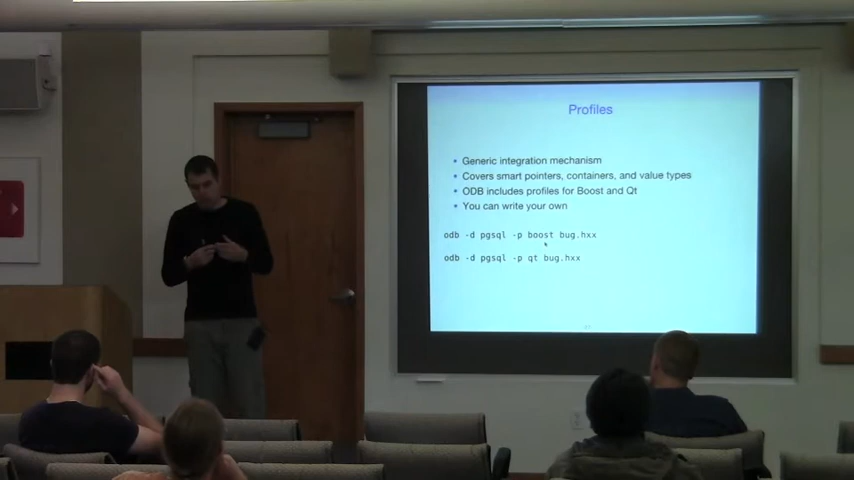 Profiles
Generic integration mechanism
Covers smart pointers, containers, and value types
ODB includes profiles for Boost and Qt
You can write your own
odb -d pgsql -p boost bug.hxx
odb -d pgsql -p qt bug.hxx